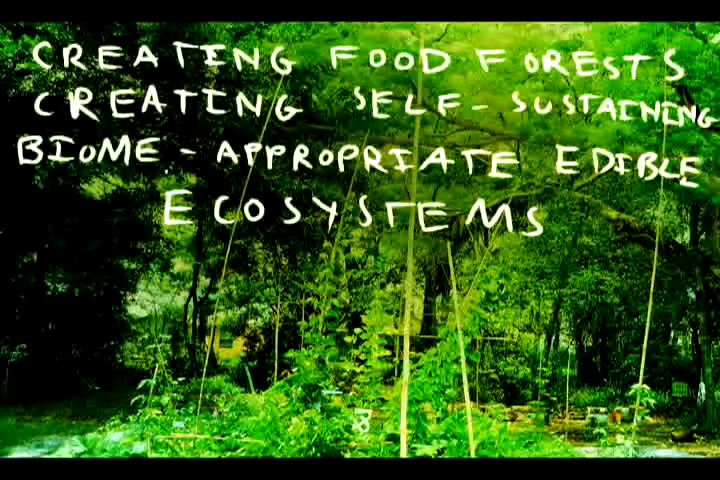 CREATING FOOD FORESTS
CREATING SELF-SUSTAINING
BIOME-APPROPRIATE EDIBLE
ECOSYSTEMS